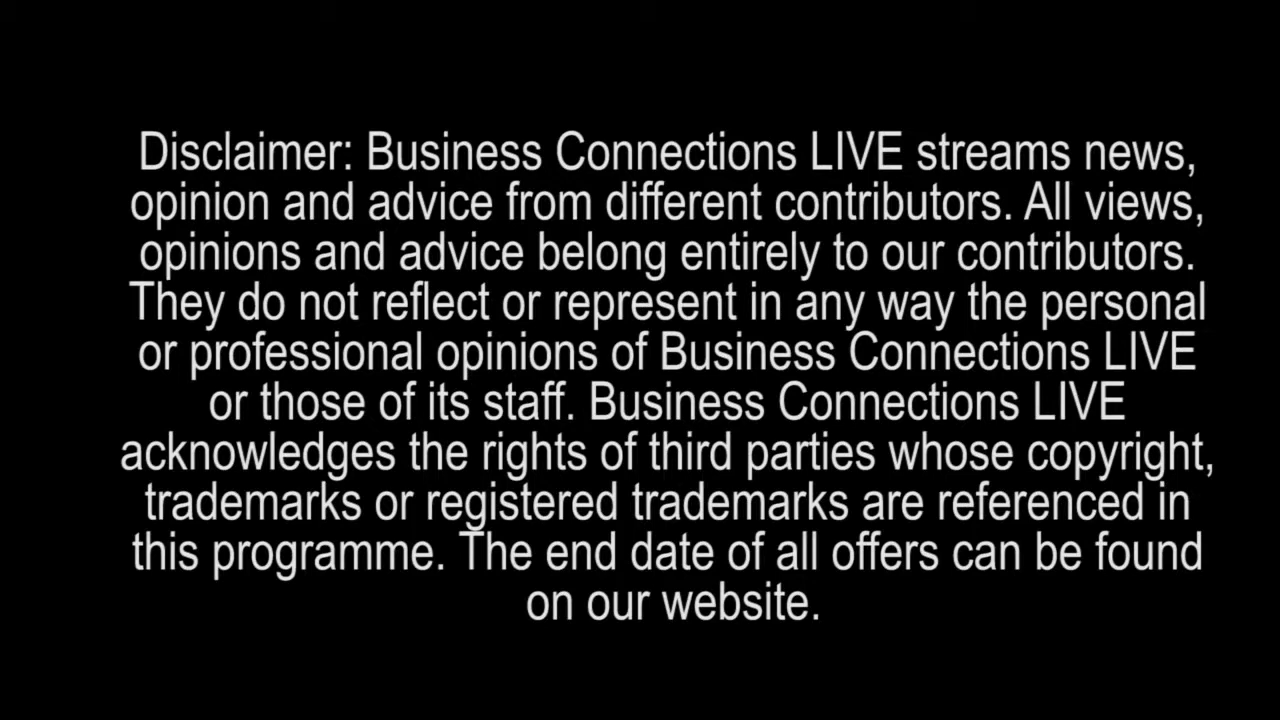 Disclaimer: Business Connections LIVE streams news,
opinion and advice from different contributors. All views,
opinions and advice belong entirely to our contributors.
They do not reflect or represent in any way the personal
or professional opinions of Business Connections LIVE
or those of its staff. Business Connections LIVE
acknowledges the rights of third parties whose copyright,
trademarks or registered trademarks are referenced in
this programme. The end date of all offers can be found
on our website.